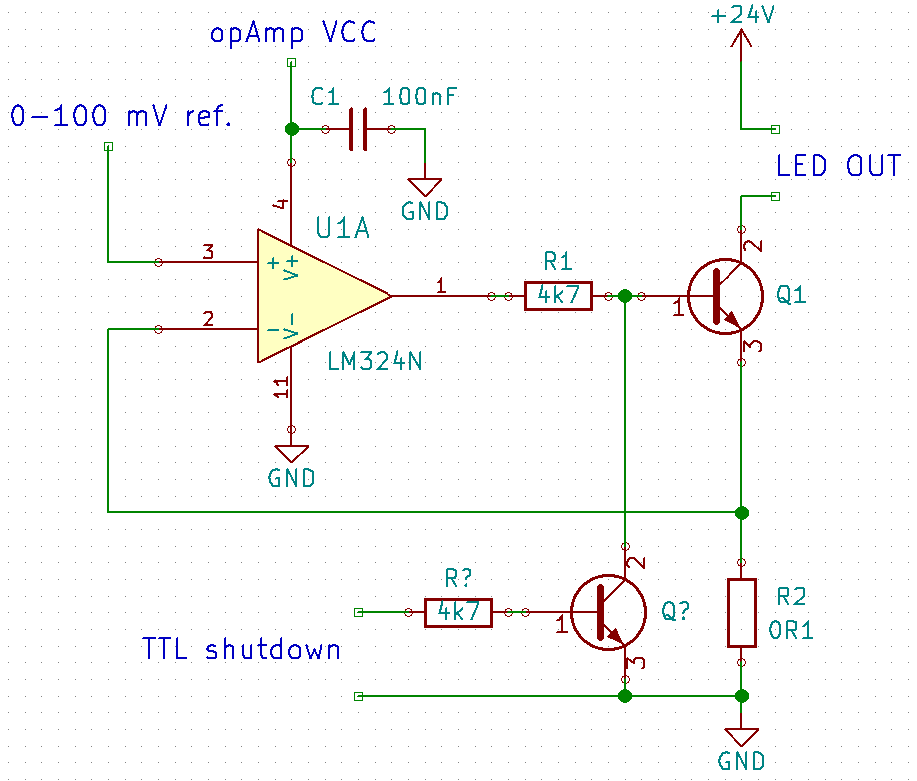 +24V
opAmp VCC
C1 100nF
0-100 mV ref.
LED OUT
4
GND
U1A
2
3
+
V+
R1
1
4k7
1
Q1
2
-
V-
3
LM324N
11
GND
2
R?
4k7
1
Q?
R2
0R1
TTL shutdown
3
GND